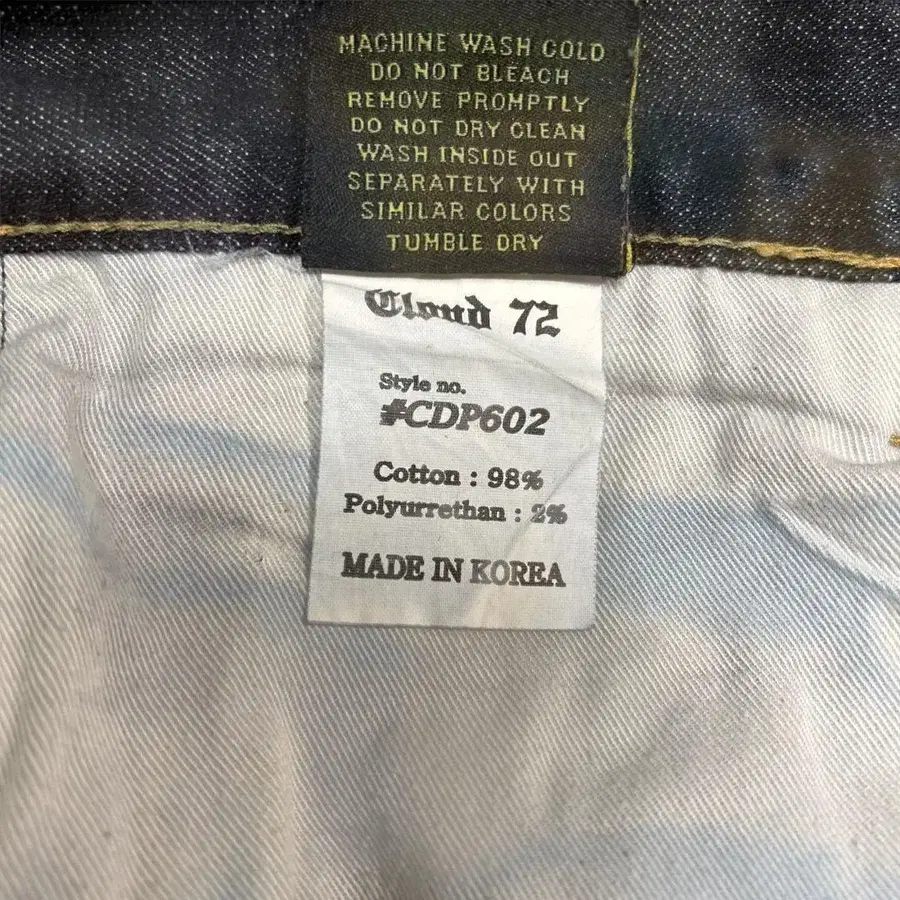 MACHINE WASH COLD
DO NOT BLEACH
REMOVE PROMPTLY
DO NOT DRY CLEAN
WASH INSIDE OUT
SEPARATELY WITH
SIMILAR COLORS
TUMBLE DRY
Cloud 72
Style no.
#CDP602
Cotton : 98%
Polyurrethan : 2%
MADE IN KOREA